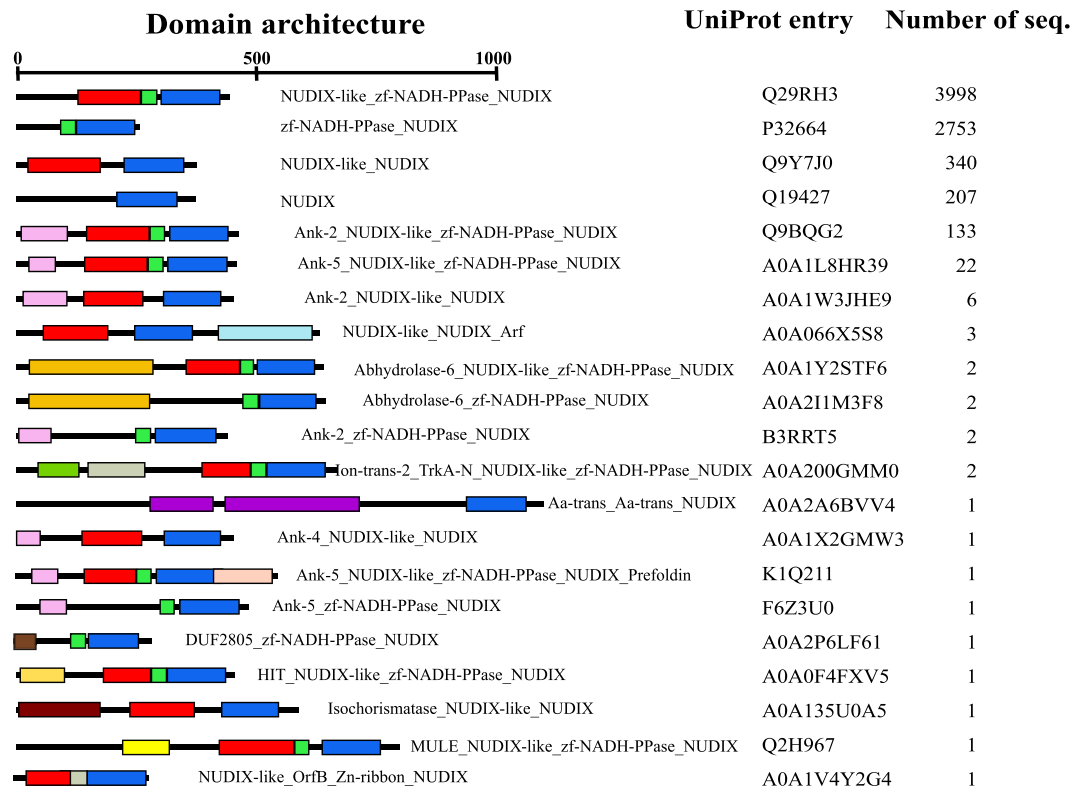 Domain architecture UniProt entry Number of seq.
0 500 1000
NUDIX-like_zf-NADH-PPase_NUDIX Q29RH3 3998
zf-NADH-PPase_NUDIX P32664 2753
NUDIX-like_NUDIX Q9Y7J0 340
NUDIX Q19427 207
Ank-2_NUDIX-like_zf-NADH-PPase_NUDIX Q9BQG2 133
Ank-5_NUDIX-like_zf-NADH-PPase_NUDIX A0A1L8HR39 22
Ank-2_NUDIX-like_NUDIX A0A1W3JHE9 6
NUDIX-like_NUDIX_Arf A0A066X5S8 3
Abhydrolase-6_NUDIX-like_zf-NADH-PPase_NUDIX A0A1Y2STF6 2
Abhydrolase-6_zf-NADH-PPase_NUDIX A0A2I1M3F8 2
Ank-2_zf-NADH-PPase_NUDIX B3RRT5 2
Ion-trans-2_TrkA-N_NUDIX-like_zf-NADH-PPase_NUDIX A0A200GMM0 2
Aa-trans_Aa-trans_NUDIX A0A2A6BVV4 1
Ank-4_NUDIX-like_NUDIX A0A1X2GMW3 1
Ank-5_NUDIX-like_zf-NADH-PPase_NUDIX_Prefoldin K1Q211 1
Ank-5_zf-NADH-PPase_NUDIX F6Z3U0 1
DUF2805_zf-NADH-PPase_NUDIX A0A2P6LF61 1
HIT_NUDIX-like_zf-NADH-PPase_NUDIX A0A0F4FXV5 1
Isochorismatase_NUDIX-like_NUDIX A0A135U0A5 1
MULE_NUDIX-like_zf-NADH-PPase_NUDIX Q2H967 1
NUDIX-like_OrfB_Zn-ribbon_NUDIX A0A1V4Y2G4 1